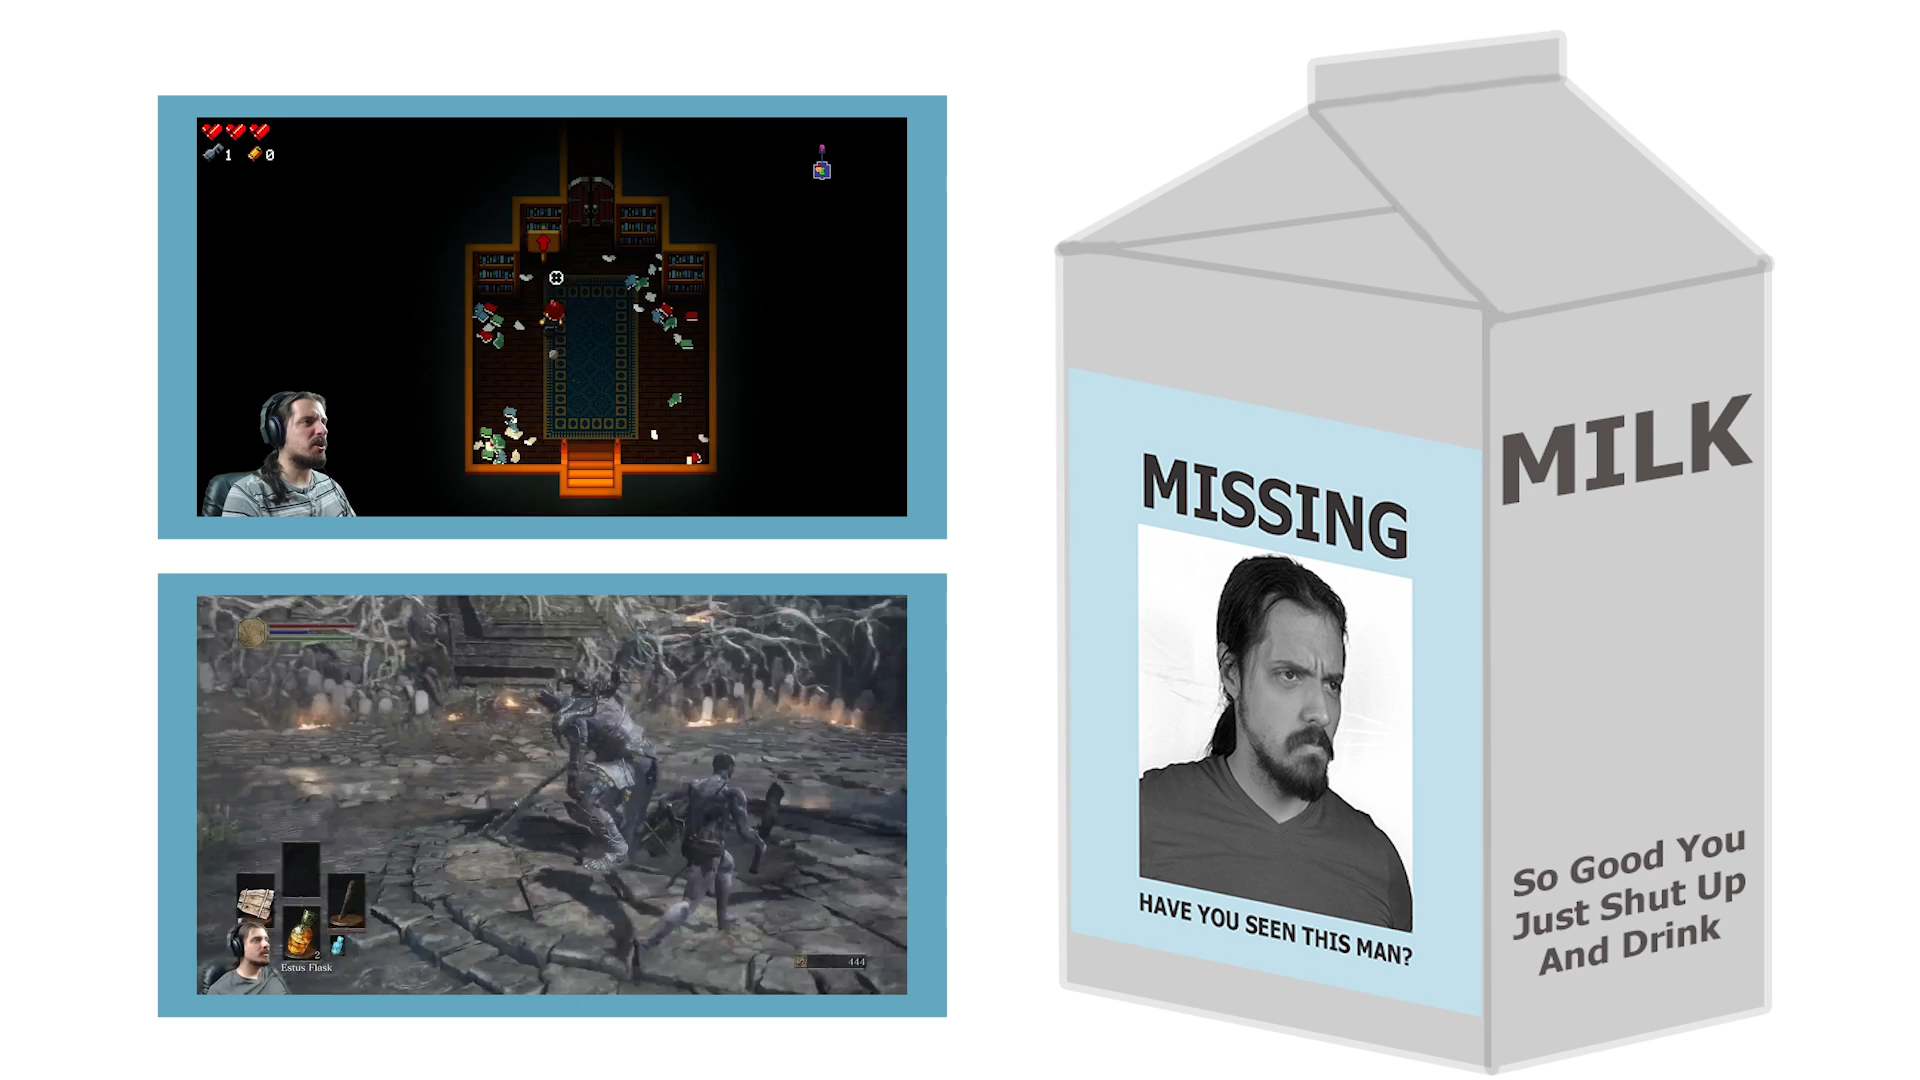 1 0
2
Estus Flask
444
MISSING
HAVE YOU SEEN THIS MAN?
MILK
So Good You
Just Shut Up
And Drink